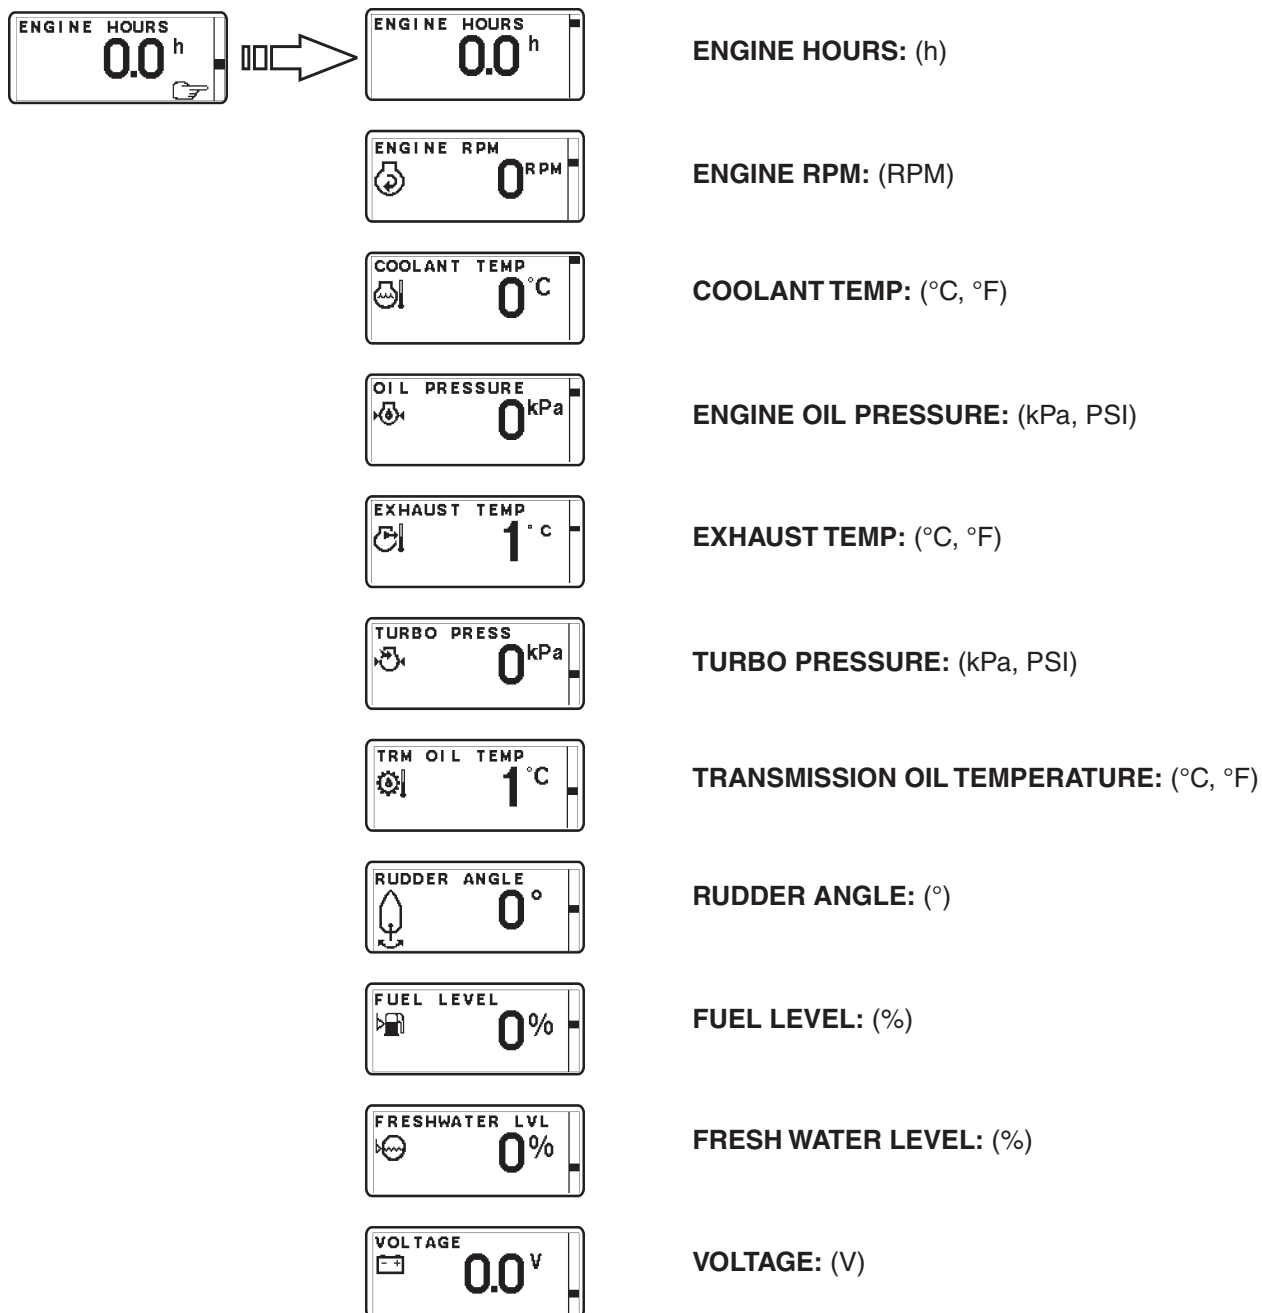 ENGINE HOURS
0.0 h
ENGINE HOURS
0.0 h
ENGINE HOURS: (h)
ENGINE RPM
0 RPM
ENGINE RPM: (RPM)
COOLANT TEMP
0 °C
COOLANT TEMP: (°C, °F)
OIL PRESSURE
0 kPa
ENGINE OIL PRESSURE: (kPa, PSI)
EXHAUST TEMP
1 °C
EXHAUST TEMP: (°C, °F)
TURBO PRESS
0 kPa
TURBO PRESSURE: (kPa, PSI)
TRM OIL TEMP
1 °C
TRANSMISSION OIL TEMPERATURE: (°C, °F)
RUDDER ANGLE
0 °
RUDDER ANGLE: (°)
FUEL LEVEL
0 %
FUEL LEVEL: (%)
FRESHWATER LVL
0 %
FRESH WATER LEVEL: (%)
VOLTAGE
0.0 V
VOLTAGE: (V)